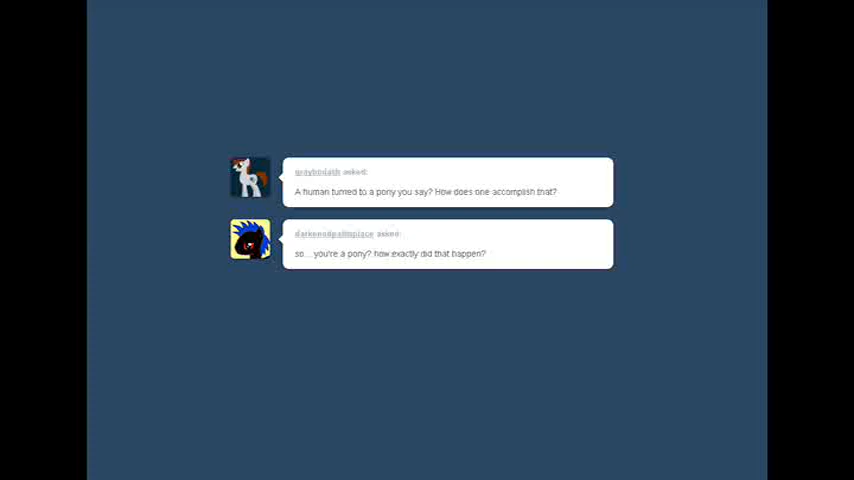 asked:
A human turned to a pony you say? How does one accomplish that?
asked:
so... you're a pony? how exactly did that happen?